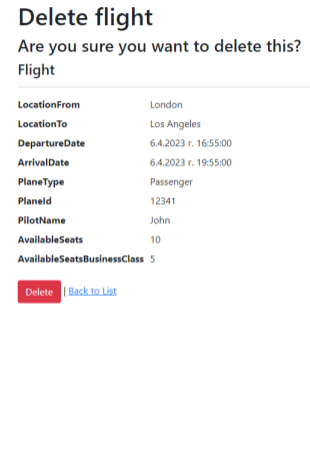 Delete flight
Are you sure you want to delete this?
Flight
LocationFrom London
LocationTo Los Angeles
DepartureDate 6.4.2023 г. 16:55:00
ArrivalDate 6.4.2023 г. 19:55:00
PlaneType Passenger
PlaneId 12341
PilotName John
AvailableSeats 10
AvailableSeatsBusinessClass 5
Delete | Back to List